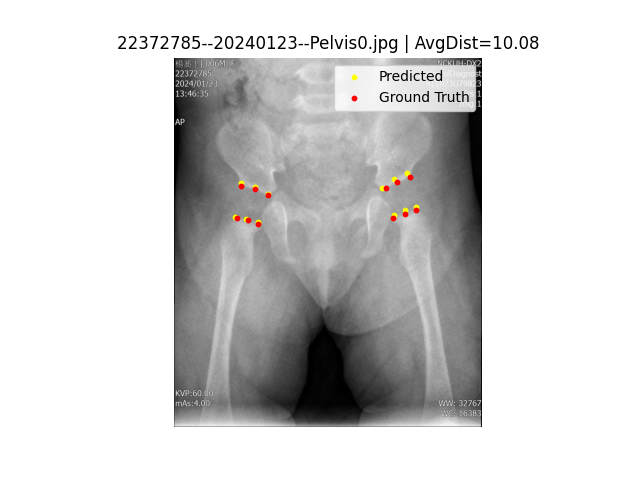 22372785--20240123--Pelvis0.jpg | AvgDist=10.08
Predicted
Ground Truth
22372785
2024/01/23
13:46:35
AP
KVP:60.00
mAs:4.00
WW: 32767
WC: 16383